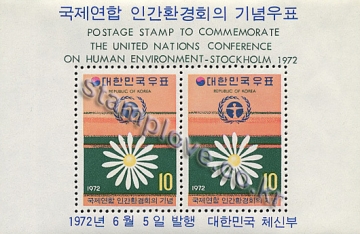 국제연합 인간환경회의 기념우표
POSTAGE STAMP TO COMMEMORATE
THE UNITED NATIONS CONFERENCE
ON HUMAN ENVIRONMENT-STOCKHOLM 1972
대한민국우표
REPUBLIC OF KOREA
1972
10
국제연합 인간환경회의 기념
대한민국우표
REPUBLIC OF KOREA
1972
10
국제연합 인간환경회의 기념
Stamplove.co.kr
1972년 6월 5일 발행 대한민국 체신부